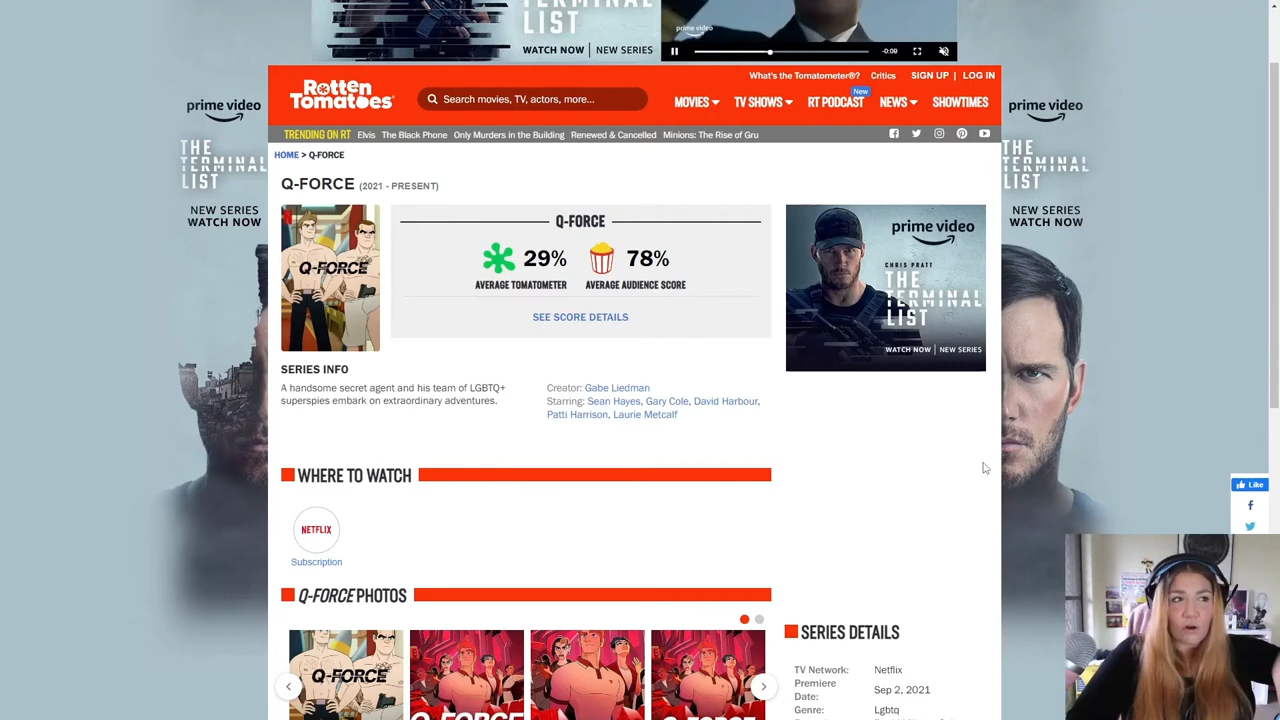 TERMINAL
LIST
WATCH NOW | NEW SERIES
prime video
-0:09
What's the Tomatometer®?
Critics
SIGN UP | LOG IN
Rotten
Tomatoes
Search movies, TV, actors, more...
MOVIES
TV SHOWS
New
RT PODCAST
NEWS
SHOWTIMES
TRENDING ON RT
Elvis
The Black Phone
Only Murders in the Building
Renewed & Cancelled
Minions: The Rise of Gru
prime video
THE
TERMINAL
LIST
NEW SERIES
WATCH NOW
prime video
THE
TERMINAL
LIST
NEW SERIES
WATCH NOW
HOME > Q-FORCE
Q-FORCE (2021 - PRESENT)
N
Q-FORCE
Q-FORCE
29%
AVERAGE TOMATOMETER
78%
AVERAGE AUDIENCE SCORE
SEE SCORE DETAILS
prime video
CHRIS PRATT
THE
TERMINAL
LIST
WATCH NOW | NEW SERIES
SERIES INFO
A handsome secret agent and his team of LGBTQ+
superspies embark on extraordinary adventures.
Creator: Gabe Liedman
Starring: Sean Hayes, Gary Cole, David Harbour,
Patti Harrison, Laurie Metcalf
WHERE TO WATCH
NETFLIX
Subscription
Like
Q-FORCE PHOTOS
Q-FORCE
Q-FORCE
Q-FORCE
SERIES DETAILS
TV Network: Netflix
Premiere
Date: Sep 2, 2021
Genre: Lgbtq